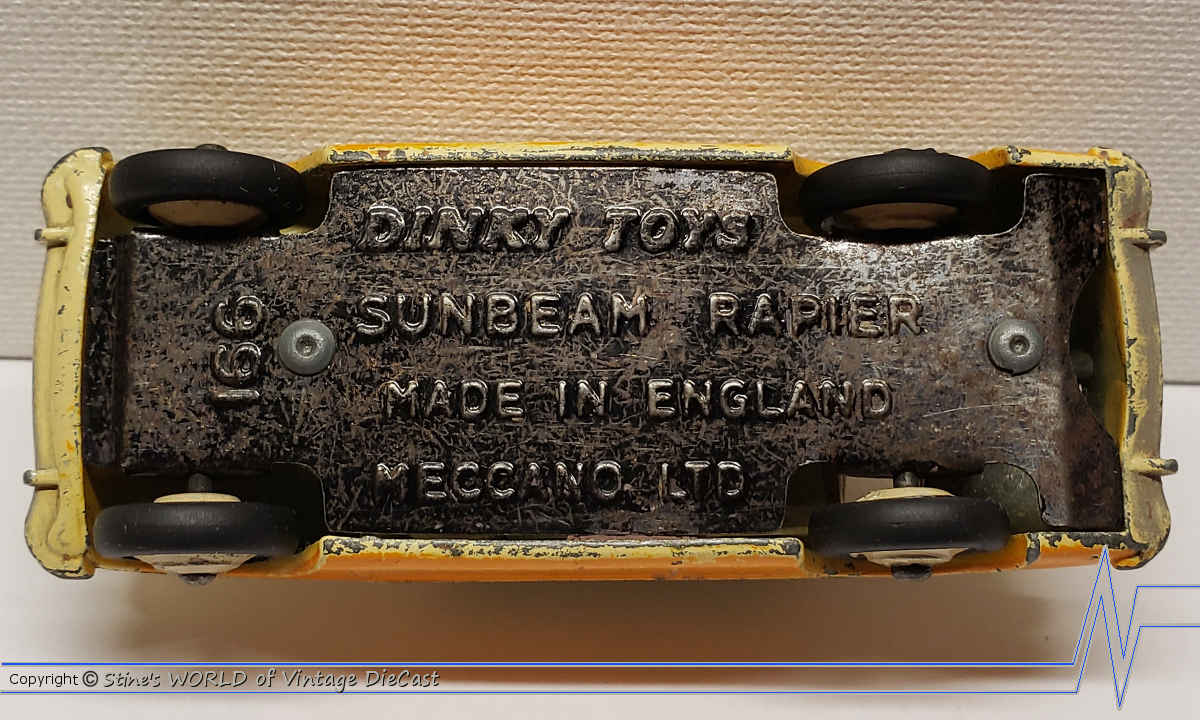 DINKY TOYS
166
SUNBEAM RAPIER
MADE IN ENGLAND
MECCANO LTD
Copyright © Stine's WORLD of Vintage DieCast